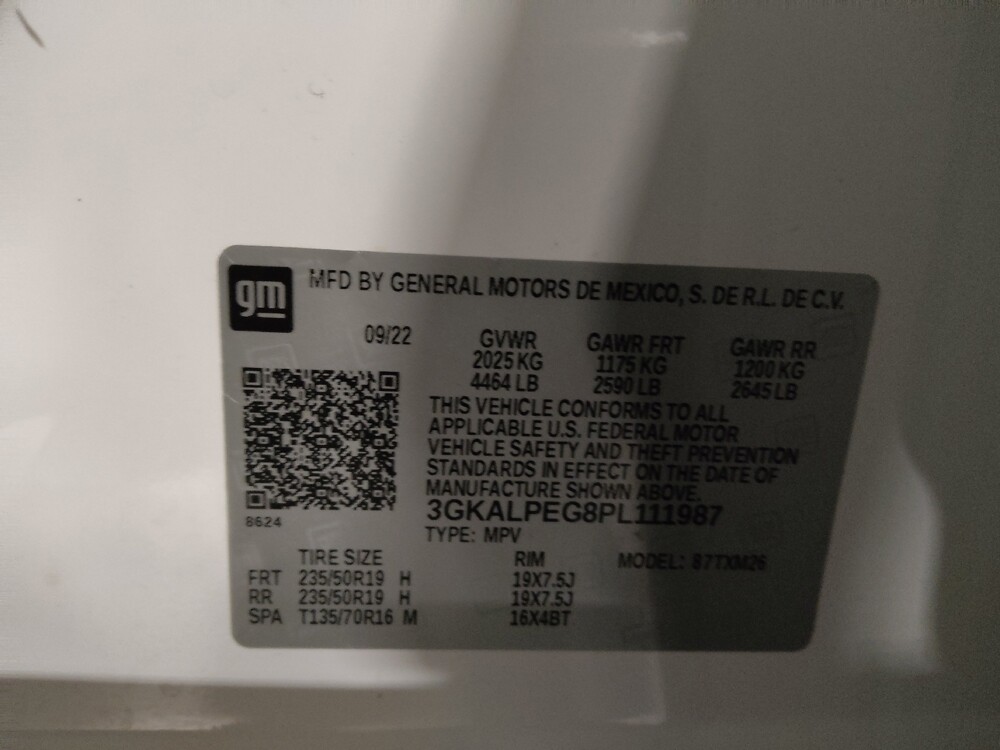 gm
MFD BY GENERAL MOTORS DE MEXICO, S. DE R.L. DE C.V.
09/22 GVWR GAWR FRT GAWR RR
2025 KG 1175 KG 1200 KG
4464 LB 2590 LB 2645 LB
THIS VEHICLE CONFORMS TO ALL
APPLICABLE U.S. FEDERAL MOTOR
VEHICLE SAFETY AND THEFT PREVENTION
STANDARDS IN EFFECT ON THE DATE OF
MANUFACTURE SHOWN ABOVE.
3GKALPEG8PL111987
8624
TYPE: MPV
TIRE SIZE RIM MODEL: 87TXM26
FRT 235/50R19 H 19X7.5J
RR 235/50R19 H 19X7.5J
SPA T135/70R16 M 16X4BT